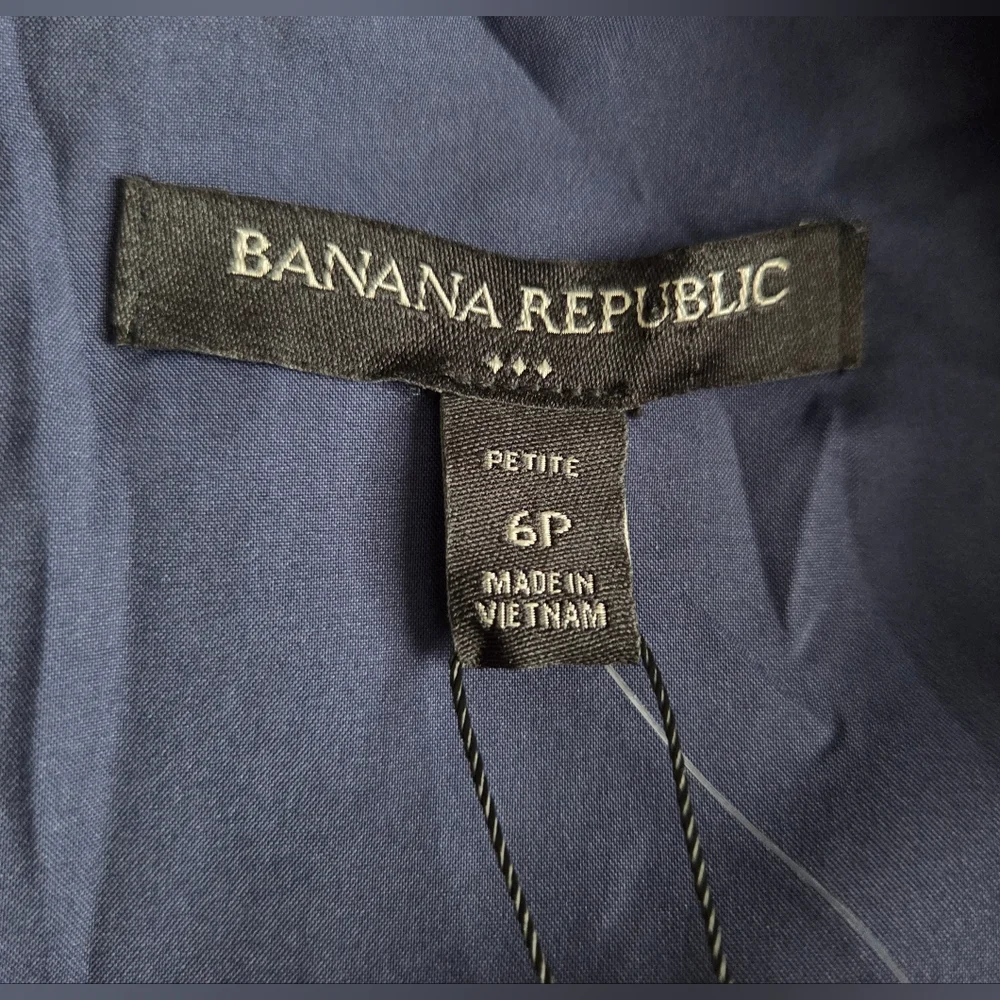 BANANA REPUBLIC
PETITE
6P
MADE IN
VIETNAM